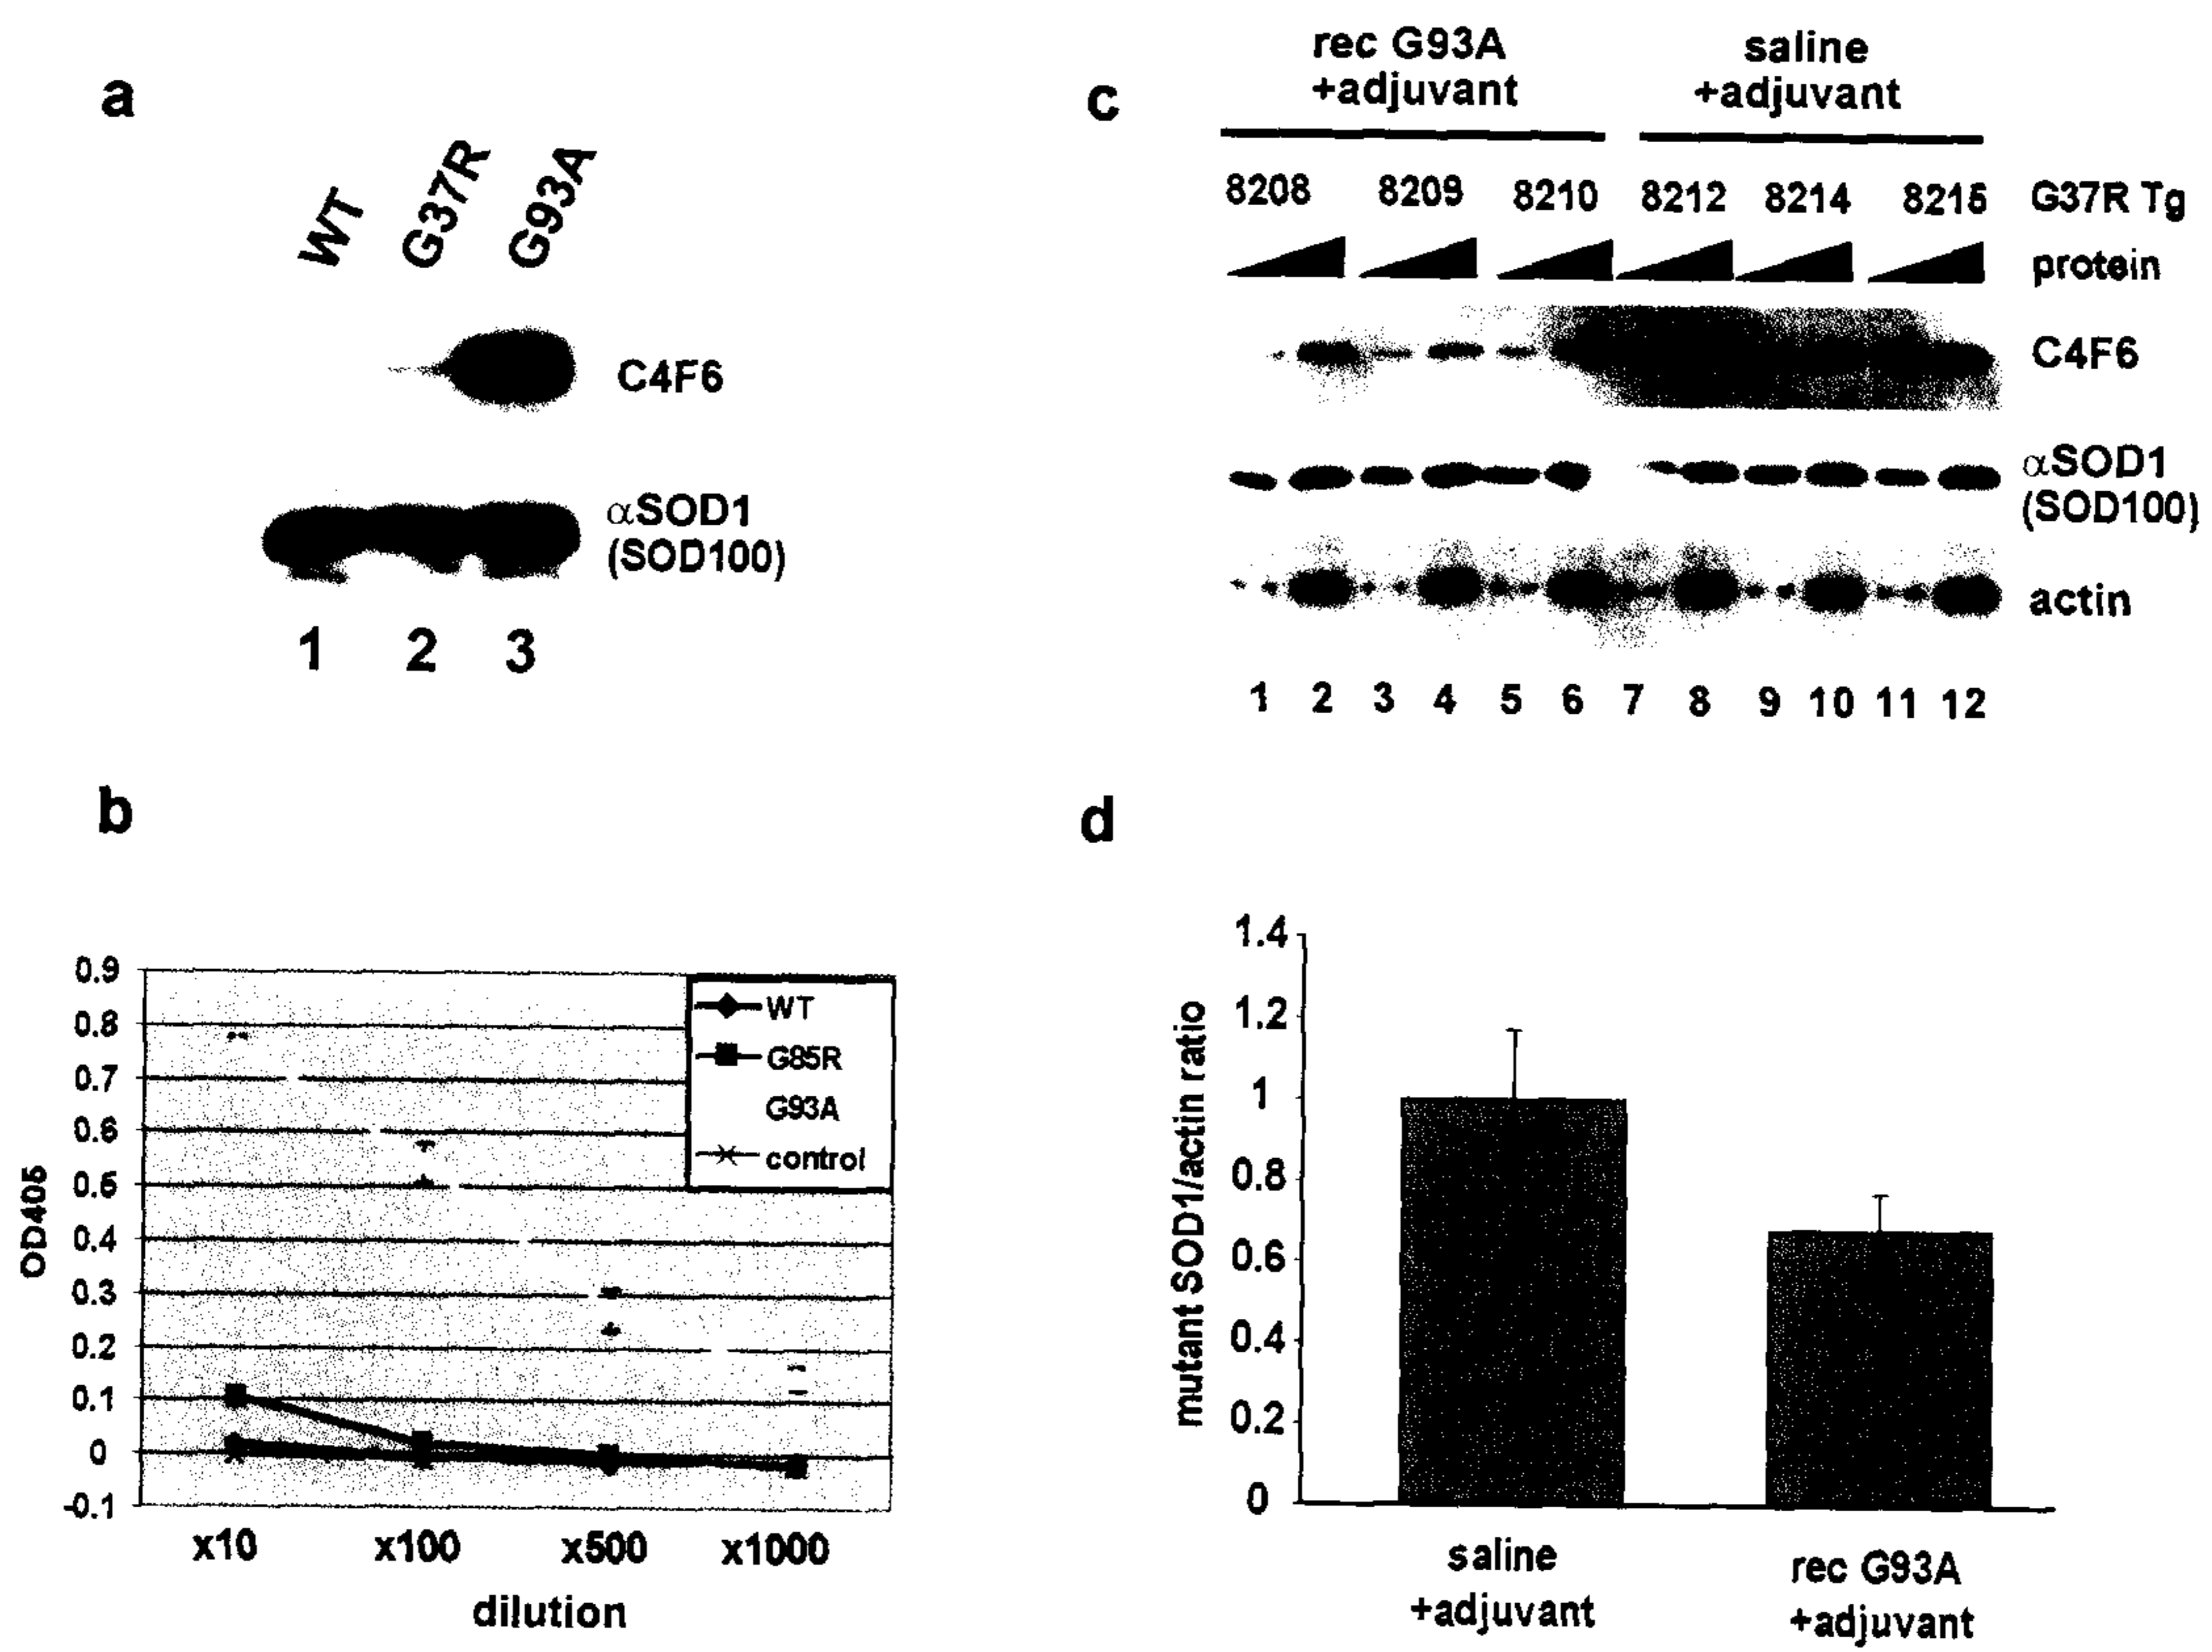 a
WT
G37R
G93A
C4F6
αSOD1
(SOD100)
1 2 3
b
0.9
0.8
0.7
0.6
0.5
0.4
0.3
0.2
0.1
0
-0.1
OD405
x10 x100 x500 x1000
dilution
WT
G85R
G93A
control
c
rec G93A
+adjuvant
saline
+adjuvant
8208 8209 8210 8212 8214 8215 G37R Tg
protein
C4F6
αSOD1
(SOD100)
actin
1 2 3 4 5 6 7 8 9 10 11 12
d
1.4
1.2
1
0.8
0.6
0.4
0.2
0
mutant SOD1/actin ratio
saline
+adjuvant
rec G93A
+adjuvant